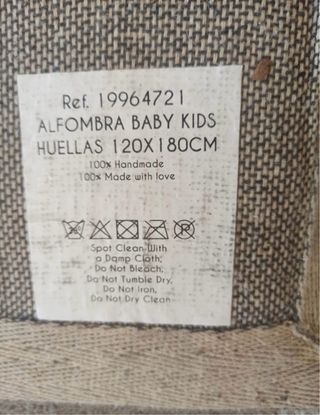 Ref. 19964721
ALFOMBRA BABY KIDS
HUELLAS 120X180CM
100% Handmade
100% Made with love
Spot Clean With
a Damp Cloth,
Do Not Bleach,
Do Not Tumble Dry,
Do Not Iron,
Do Not Dry Clean